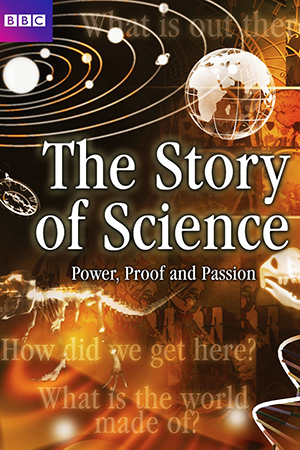 BBC
What is out ther
The Story
of Science
Power, Proof and Passion
How did we get here?
What is the world
made of?